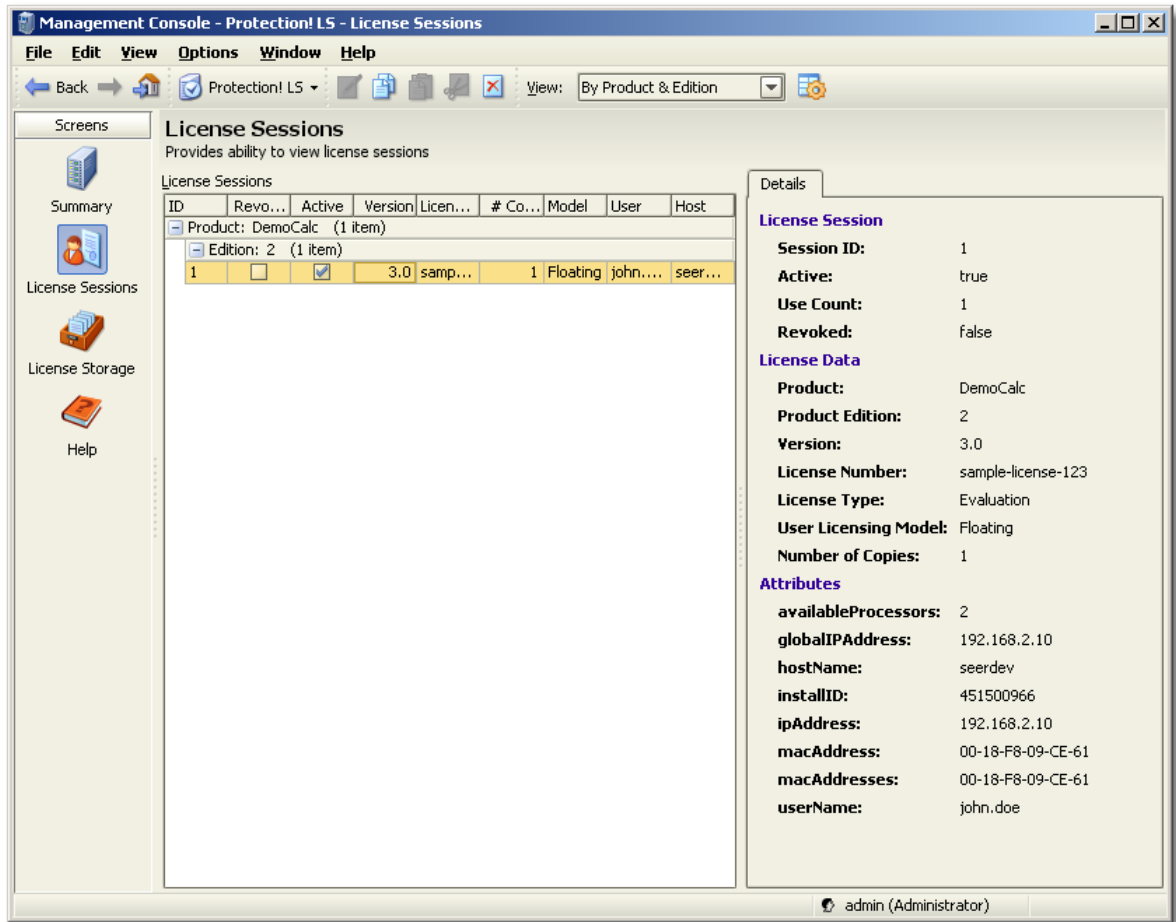 Management Console - Protection! LS - License Sessions
File Edit View Options Window Help
Back Protection! LS View: By Product & Edition
Screens
Summary
License Sessions
License Storage
Help
License Sessions
Provides ability to view license sessions
License Sessions
ID Revo... Active Version Licen... # Co... Model User Host
Product: DemoCalc (1 item)
Edition: 2 (1 item)
1 3.0 samp... 1 Floating john.... seer...
Details
License Session
Session ID: 1
Active: true
Use Count: 1
Revoked: false
License Data
Product: DemoCalc
Product Edition: 2
Version: 3.0
License Number: sample-license-123
License Type: Evaluation
User Licensing Model: Floating
Number of Copies: 1
Attributes
availableProcessors: 2
globalIPAddress: 192.168.2.10
hostName: seerdev
installID: 451500966
ipAddress: 192.168.2.10
macAddress: 00-18-F8-09-CE-61
macAddresses: 00-18-F8-09-CE-61
userName: john.doe
admin (Administrator)